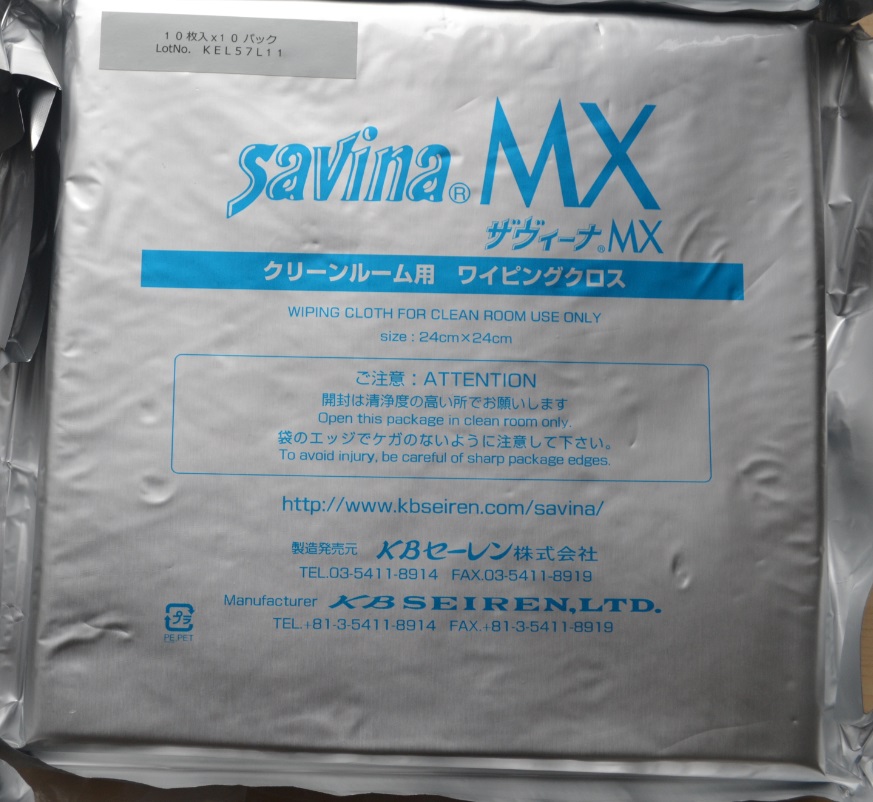 10枚入x10 パック
LotNo. KEL57L11
savina® MX
ザヴィーナ®MX
クリーンルーム用 ワイピングクロス
WIPING CLOTH FOR CLEAN ROOM USE ONLY
size : 24cm×24cm
ご注意 : ATTENTION
開封は清浄度の高い所でお願いします
Open this package in clean room only.
袋のエッジでケガのないように注意して下さい。
To avoid injury, be careful of sharp package edges.
http://www.kbseiren.com/savina/
製造発売元 KBセーレン株式会社
TEL.03-5411-8914 FAX.03-5411-8919
Manufacturer KB SEIREN,LTD.
TEL.+81-3-5411-8914 FAX.+81-3-5411-8919
プラ
PE,PET